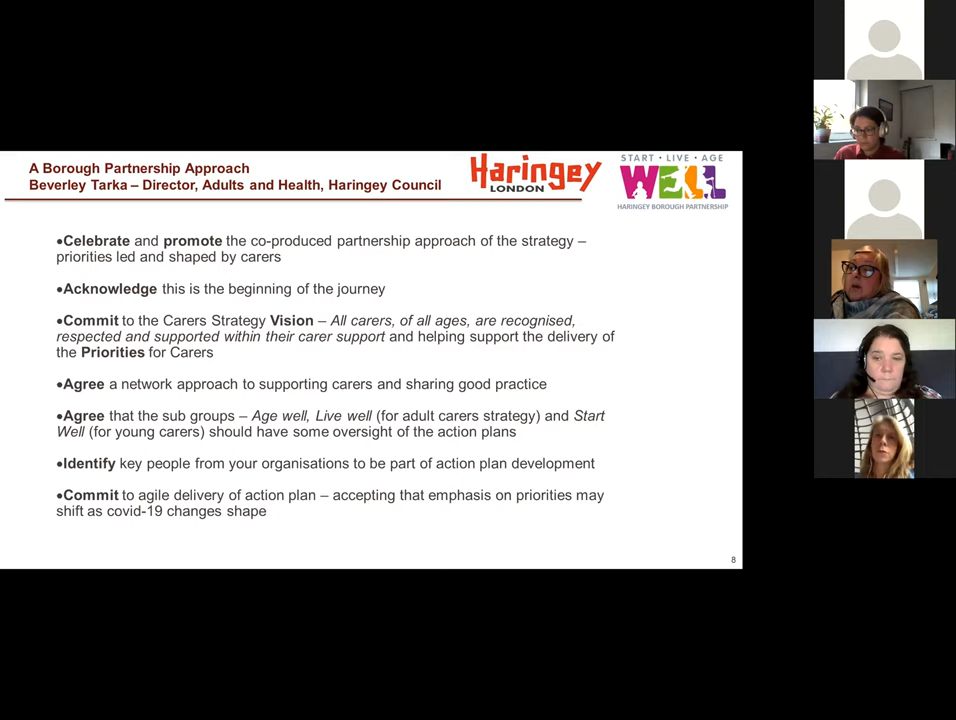 A Borough Partnership Approach
Beverley Tarka – Director, Adults and Health, Haringey Council
Haringey
LONDON
START • LIVE • AGE
WELL
HARINGEY BOROUGH PARTNERSHIP
•Celebrate and promote the co-produced partnership approach of the strategy –
priorities led and shaped by carers
•Acknowledge this is the beginning of the journey
•Commit to the Carers Strategy Vision – All carers, of all ages, are recognised,
respected and supported within their carer support and helping support the delivery of
the Priorities for Carers
•Agree a network approach to supporting carers and sharing good practice
•Agree that the sub groups – Age well, Live well (for adult carers strategy) and Start
Well (for young carers) should have some oversight of the action plans
•Identify key people from your organisations to be part of action plan development
•Commit to agile delivery of action plan – accepting that emphasis on priorities may
shift as covid-19 changes shape
8